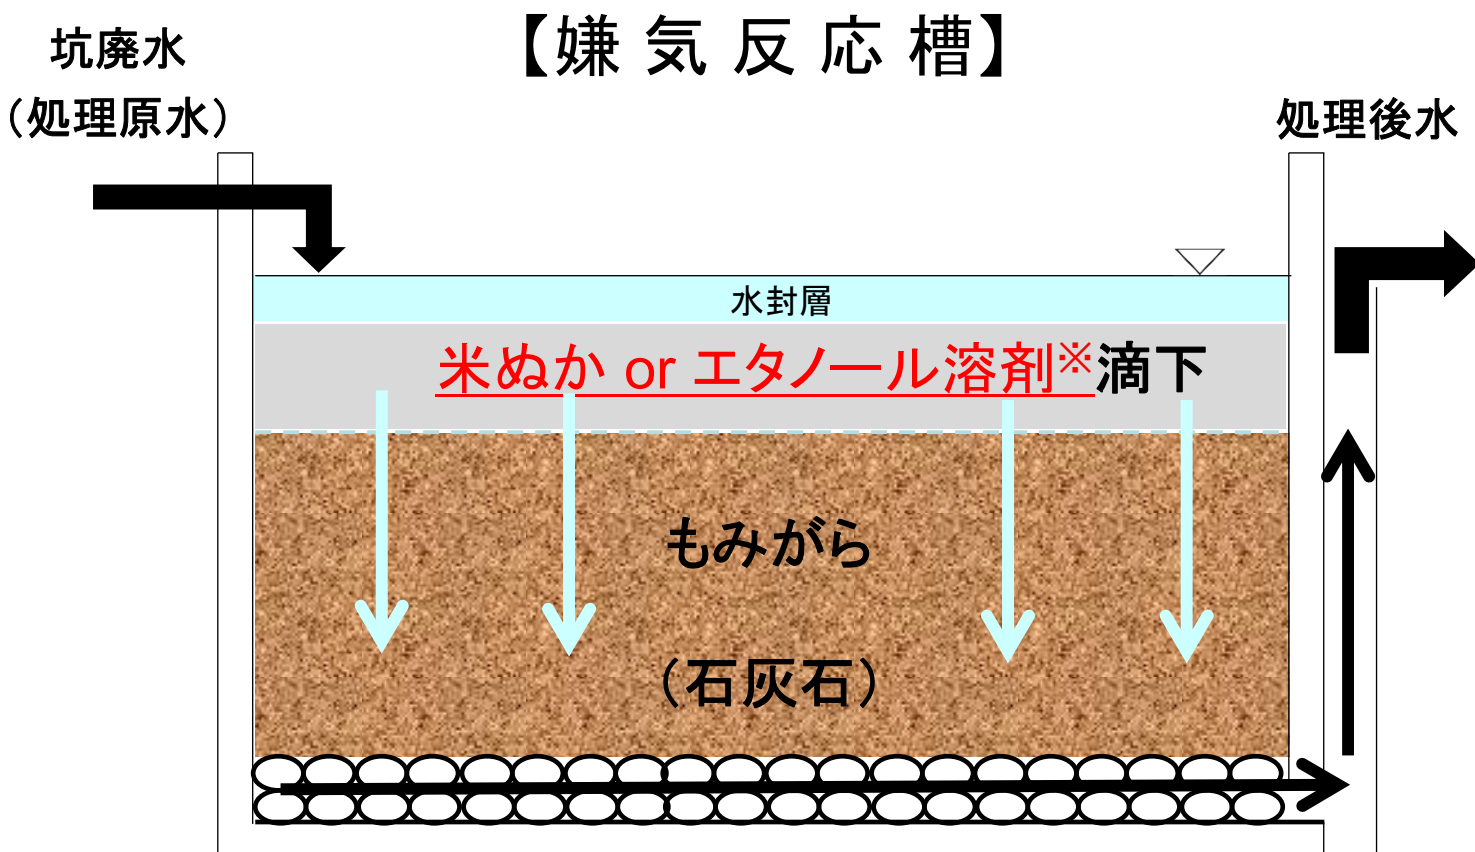 【嫌気反応槽】
坑廃水
（処理原水）
処理後水
水封層
米ぬか or エタノール溶剤※滴下
もみがら
（石灰石）